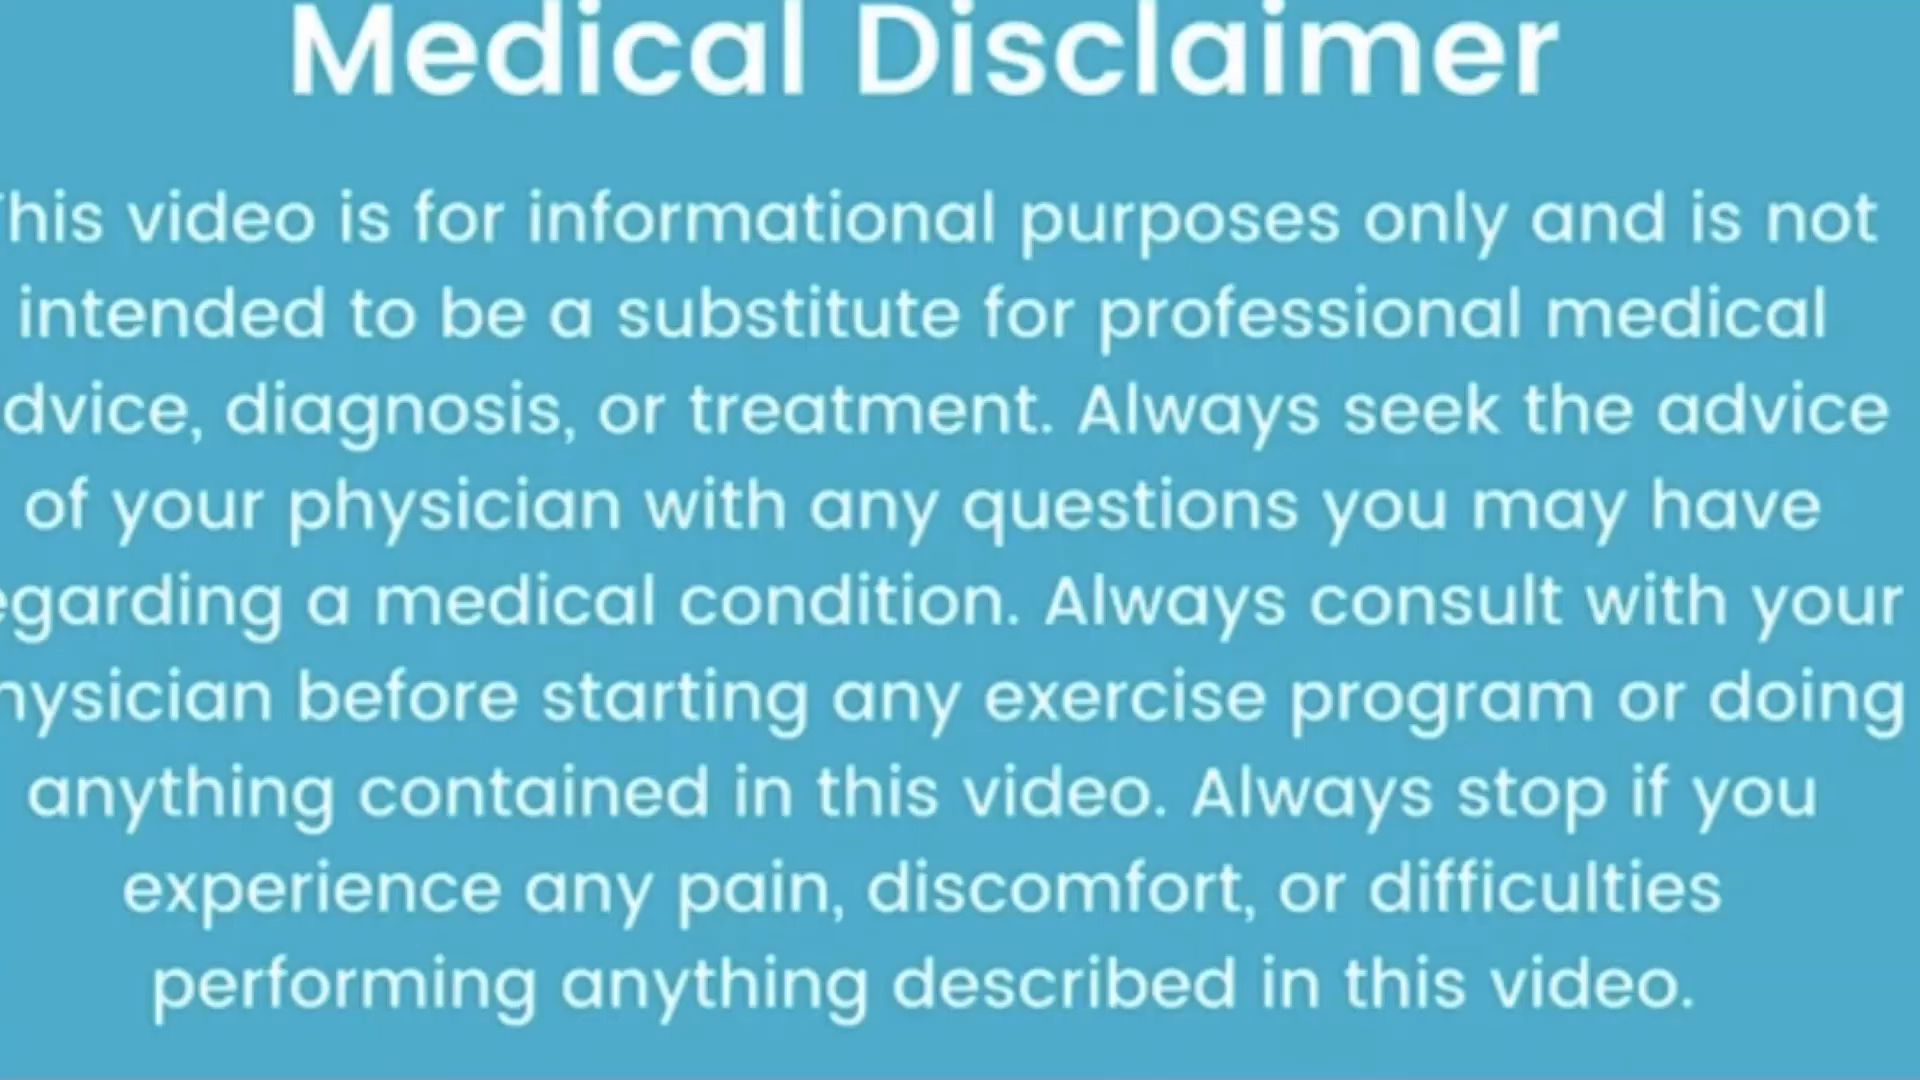 Medical Disclaimer
This video is for informational purposes only and is not
intended to be a substitute for professional medical
dvice, diagnosis, or treatment. Always seek the advice
of your physician with any questions you may have
egarding a medical condition. Always consult with your
hysician before starting any exercise program or doing
anything contained in this video. Always stop if you
experience any pain, discomfort, or difficulties
performing anything described in this video.